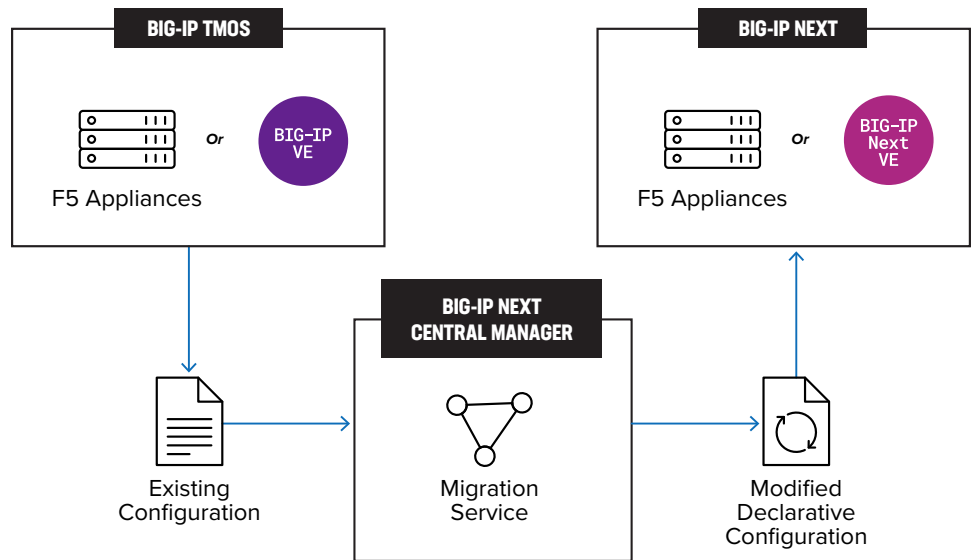 BIG-IP TMOS
Or
BIG-IP
VE
F5 Appliances
BIG-IP NEXT
Or
BIG-IP
Next
VE
F5 Appliances
BIG-IP NEXT
CENTRAL MANAGER
Existing
Configuration
Migration
Service
Modified
Declarative
Configuration